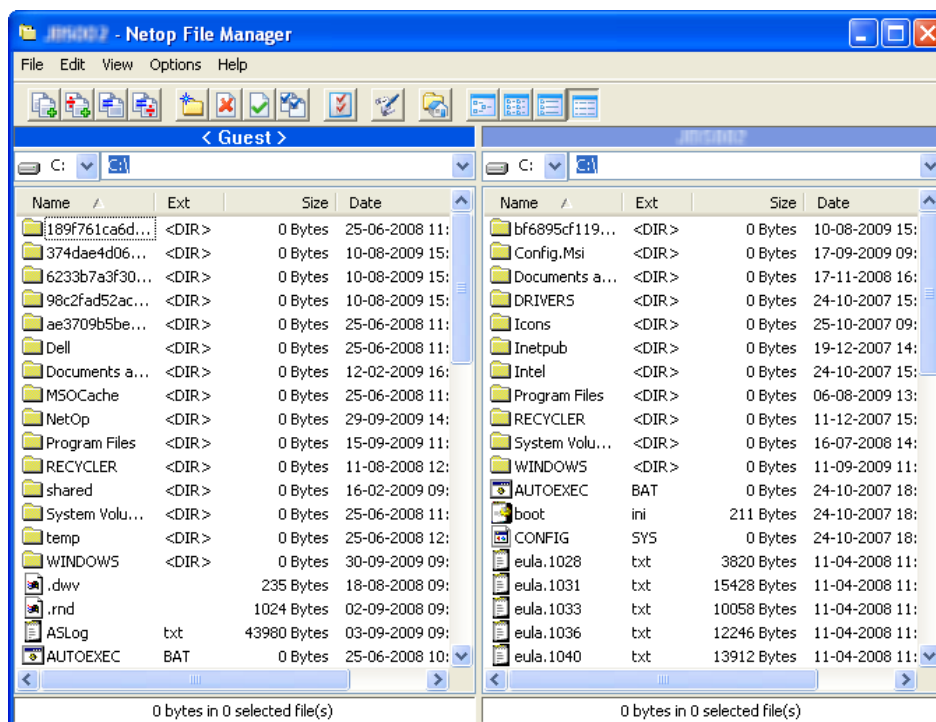 - Netop File Manager
File Edit View Options Help
< Guest >
C: C:\
Name Ext Size Date
189f761ca6d... <DIR> 0 Bytes 25-06-2008 11:
374dae4d06... <DIR> 0 Bytes 10-08-2009 15:
6233b7a3f30... <DIR> 0 Bytes 10-08-2009 15:
98c2fad52ac... <DIR> 0 Bytes 10-08-2009 15:
ae3709b5be... <DIR> 0 Bytes 25-06-2008 11:
Dell <DIR> 0 Bytes 25-06-2008 11:
Documents a... <DIR> 0 Bytes 12-02-2009 16:
MSOCache <DIR> 0 Bytes 25-06-2008 11:
NetOp <DIR> 0 Bytes 29-09-2009 14:
Program Files <DIR> 0 Bytes 15-09-2009 11:
RECYCLER <DIR> 0 Bytes 11-08-2008 12:
shared <DIR> 0 Bytes 16-02-2009 09:
System Volu... <DIR> 0 Bytes 25-06-2008 11:
temp <DIR> 0 Bytes 25-06-2008 12:
WINDOWS <DIR> 0 Bytes 30-09-2009 09:
.dwv 235 Bytes 18-08-2008 09:
.rnd 1024 Bytes 02-09-2008 09:
ASLog txt 43980 Bytes 03-09-2009 09:
AUTOEXEC BAT 0 Bytes 25-06-2008 10:
0 bytes in 0 selected file(s)
C: C:\
Name Ext Size Date
bf6895cf119... <DIR> 0 Bytes 10-08-2009 15:
Config.Msi <DIR> 0 Bytes 17-09-2009 09:
Documents a... <DIR> 0 Bytes 17-11-2008 16:
DRIVERS <DIR> 0 Bytes 24-10-2007 15:
Icons <DIR> 0 Bytes 25-10-2007 09:
Inetpub <DIR> 0 Bytes 19-12-2007 14:
Intel <DIR> 0 Bytes 24-10-2007 15:
Program Files <DIR> 0 Bytes 06-08-2009 13:
RECYCLER <DIR> 0 Bytes 11-12-2007 15:
System Volu... <DIR> 0 Bytes 16-07-2008 14:
WINDOWS <DIR> 0 Bytes 11-09-2009 11:
AUTOEXEC BAT 0 Bytes 24-10-2007 18:
boot ini 211 Bytes 24-10-2007 18:
CONFIG SYS 0 Bytes 24-10-2007 18:
eula.1028 txt 3820 Bytes 11-04-2008 11:
eula.1031 txt 15428 Bytes 11-04-2008 11:
eula.1033 txt 10058 Bytes 11-04-2008 11:
eula.1036 txt 12246 Bytes 11-04-2008 11:
eula.1040 txt 13912 Bytes 11-04-2008 11:
0 bytes in 0 selected file(s)